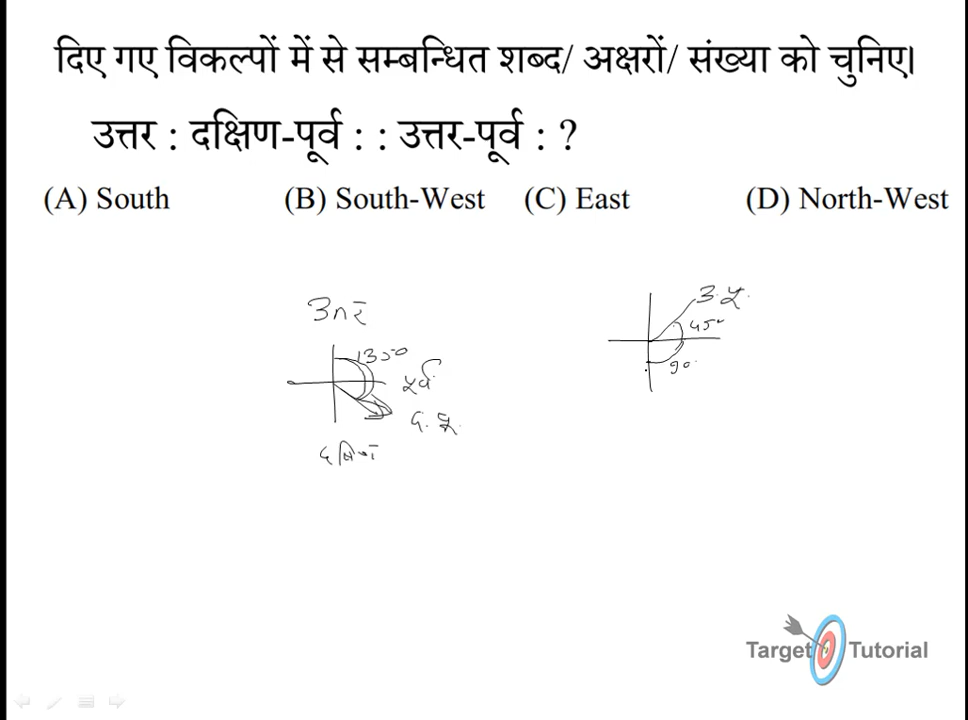 दिए गए विकल्पों में से सम्बन्धित शब्द/ अक्षरों/ संख्या को चुनिए।
उत्तर : दक्षिण-पूर्व : : उत्तर-पूर्व : ?
(A) South (B) South-West (C) East (D) North-West
उ.पू.
उत्तर
45°
135°
90
पूर्व
द.पू.
दक्षिण
Target Tutorial